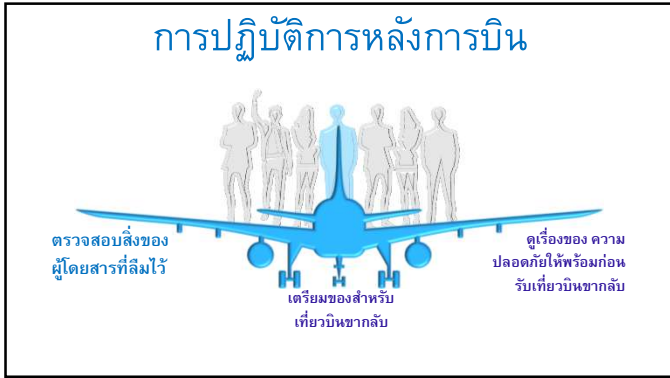 การปฏิบัติการหลังการบิน
ตรวจสอบสิ่งของ
ผู้โดยสารที่ลืมไว้
เตรียมของสำหรับ
เที่ยวบินขากลับ
ดูเรื่องของ ความ
ปลอดภัยให้พร้อมก่อน
รับเที่ยวบินขากลับ